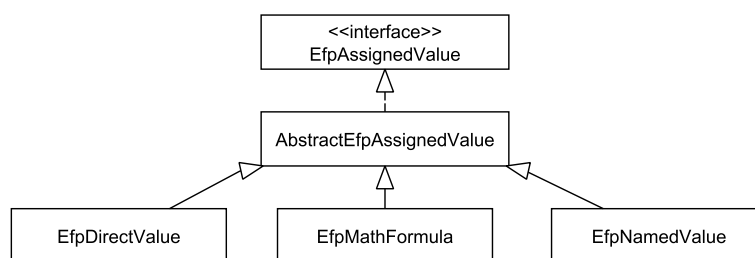 <<interface>>
EfpAssignedValue
AbstractEfpAssignedValue
EfpDirectValue
EfpMathFormula
EfpNamedValue